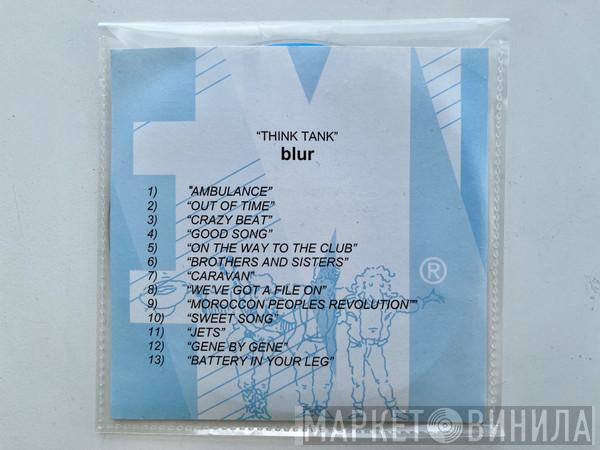 “THINK TANK”
blur
1) "AMBULANCE”
2) “OUT OF TIME”
3) “CRAZY BEAT”
4) “GOOD SONG”
5) “ON THE WAY TO THE CLUB”
6) “BROTHERS AND SISTERS”
7) “CARAVAN”
8) “WE’VE GOT A FILE ON”
9) “MOROCCON PEOPLES REVOLUTION”"
10) “SWEET SONG”
11) “JETS”
12) “GENE BY GENE”
13) “BATTERY IN YOUR LEG”
®
МАРКЕТ ВИНИЛА